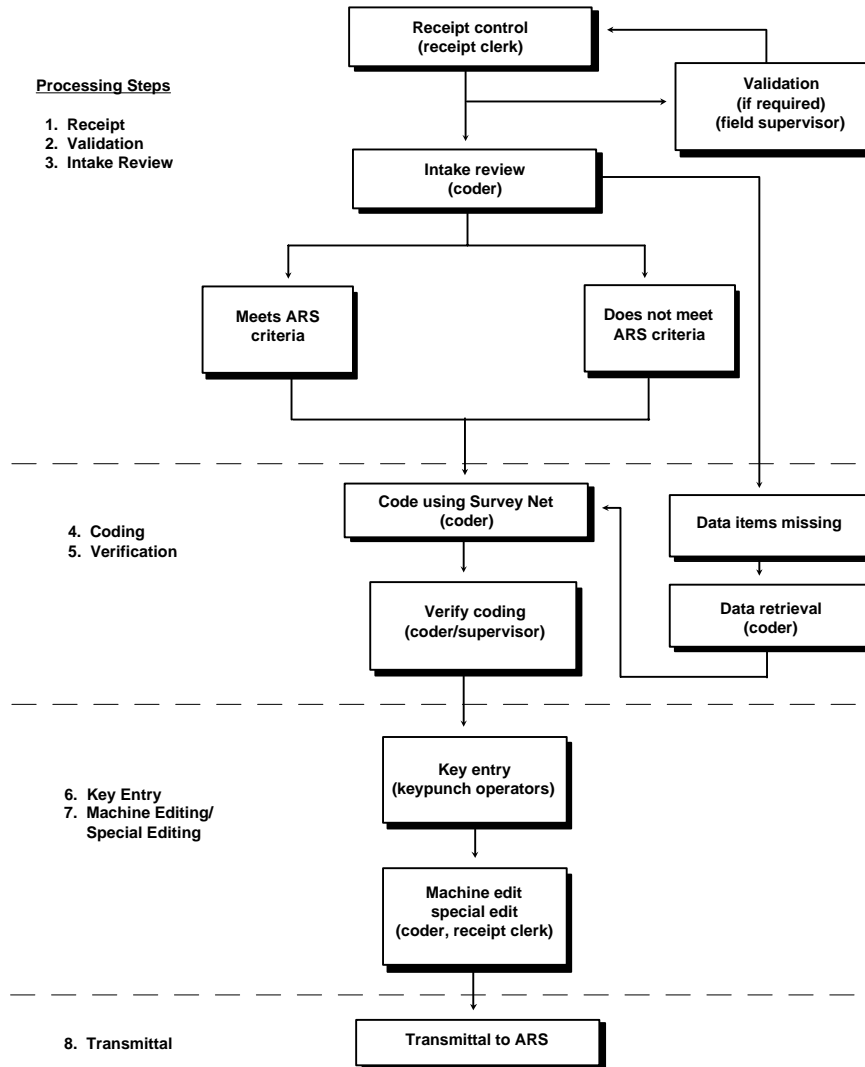 Receipt control
(receipt clerk)
Validation
(if required)
(field supervisor)
Processing Steps
1. Receipt
2. Validation
3. Intake Review
Intake review
(coder)
Meets ARS
criteria
Does not meet
ARS criteria
4. Coding
5. Verification
Code using Survey Net
(coder)
Data items missing
Verify coding
(coder/supervisor)
Data retrieval
(coder)
6. Key Entry
7. Machine Editing/
Special Editing
Key entry
(keypunch operators)
Machine edit
special edit
(coder, receipt clerk)
8. Transmittal
Transmittal to ARS